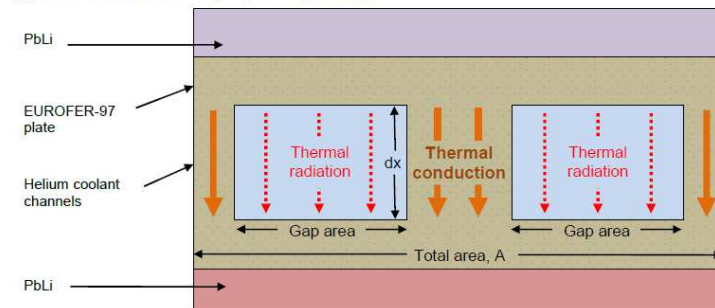 PbLi
EUROFER-97
plate
Thermal
radiation
dx
Thermal
conduction
Thermal
radiation
Helium coolant
channels
Gap area
Gap area
Total area, A
PbLi